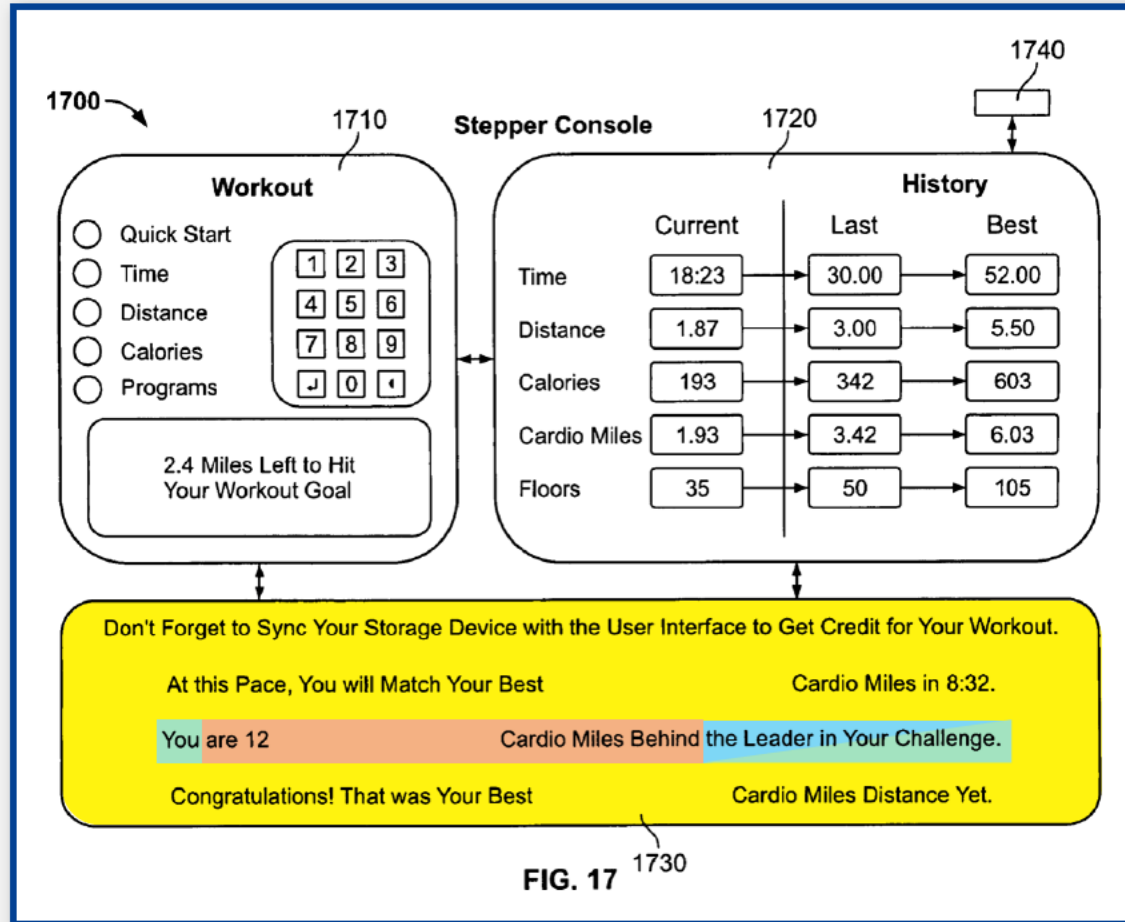 1740
1700
1710
Stepper Console
1720
Workout
Quick Start
Time
Distance
Calories
Programs
1 2 3
4 5 6
7 8 9
0
2.4 Miles Left to Hit
Your Workout Goal
History
Current Last Best
Time 18:23 30.00 52.00
Distance 1.87 3.00 5.50
Calories 193 342 603
Cardio Miles 1.93 3.42 6.03
Floors 35 50 105
Don't Forget to Sync Your Storage Device with the User Interface to Get Credit for Your Workout.
At this Pace, You will Match Your Best Cardio Miles in 8:32.
You are 12 Cardio Miles Behind the Leader in Your Challenge.
Congratulations! That was Your Best Cardio Miles Distance Yet.
1730
FIG. 17